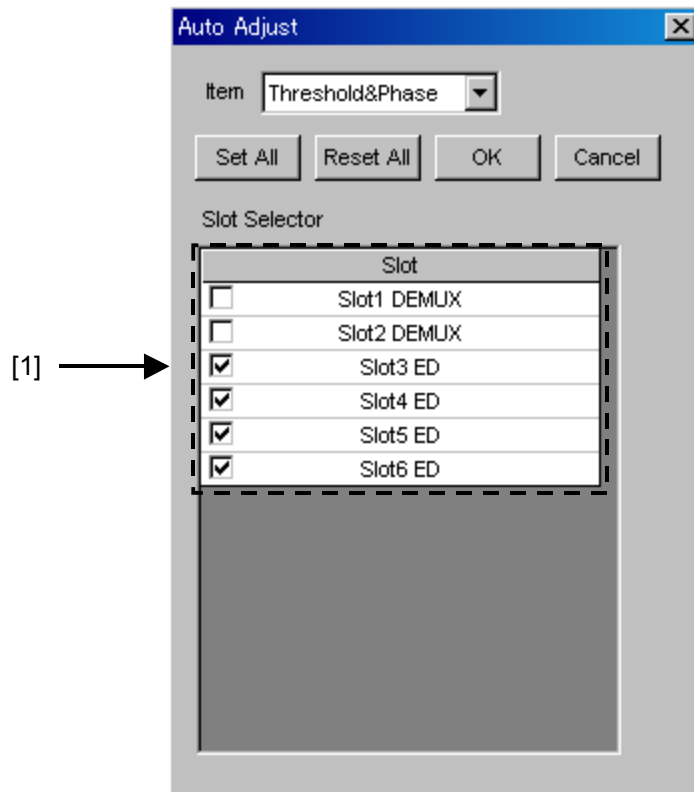 Auto Adjust
Item Threshold&Phase
Set All Reset All OK Cancel
Slot Selector
Slot
Slot1 DEMUX
Slot2 DEMUX
[1]
Slot3 ED
Slot4 ED
Slot5 ED
Slot6 ED